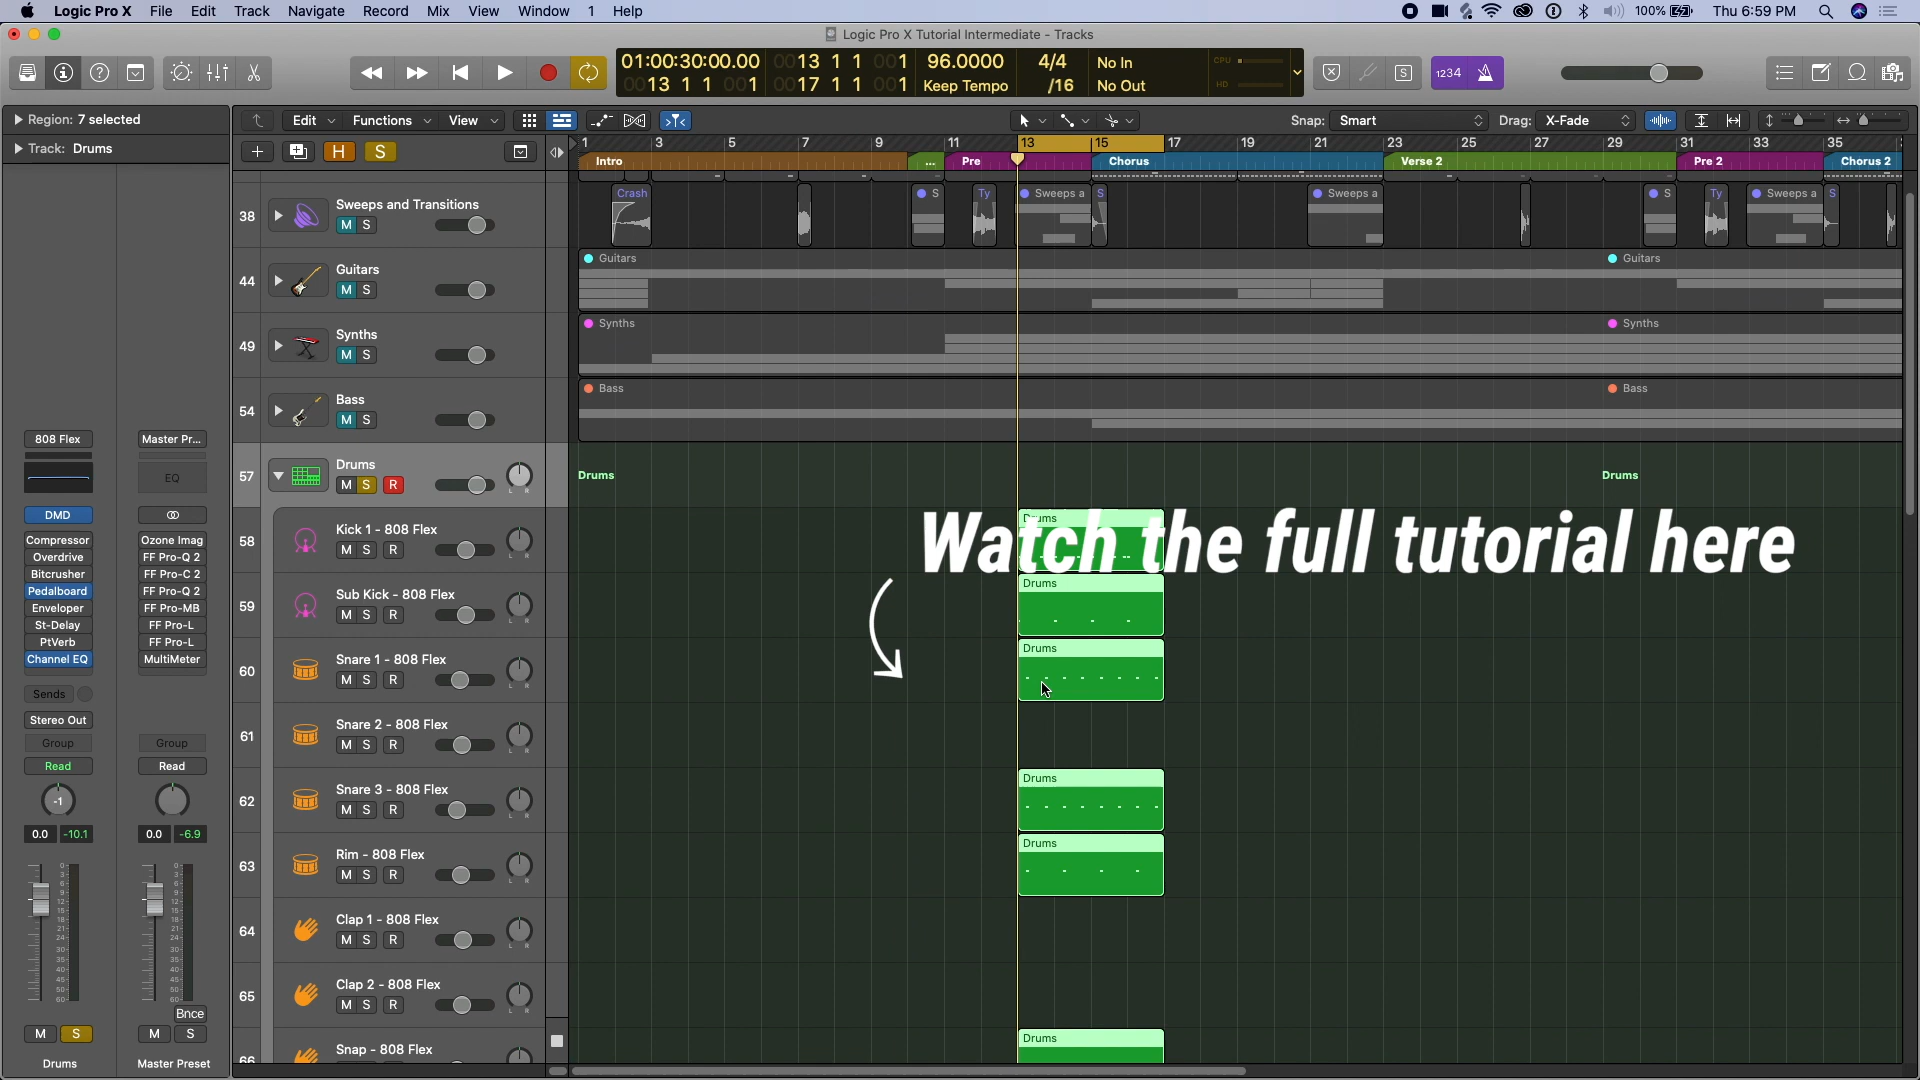 Logic Pro X File Edit Track Navigate Record Mix View Window 1 Help
100% Thu 6:59 PM
Logic Pro X Tutorial Intermediate - Tracks
01:00:30:00.00 0013 1 1 001 96.0000 4/4 No In CPU
0013 1 1 001 0017 1 1 001 Keep Tempo /16 No Out HD
1234
Region: 7 selected
Track: Drums
Edit Functions View Snap: Smart Drag: X-Fade
H S
1 3 5 7 9 11 13 15 17 19 21 23 25 27 29 31 33 35
Intro ... Pre Chorus Verse 2 Pre 2 Chorus 2
38 Sweeps and Transitions
M S
Crash S Ty Sweeps a S Sweeps a S Ty Sweeps a S
44 Guitars
M S
Guitars Guitars
49 Synths
M S
Synths Synths
54 Bass
M S
Bass Bass
57 Drums
M S R
Drums Drums
58 Kick 1 - 808 Flex
M S R
Drums
59 Sub Kick - 808 Flex
M S R
Drums
60 Snare 1 - 808 Flex
M S R
Drums
61 Snare 2 - 808 Flex
M S R
62 Snare 3 - 808 Flex
M S R
Drums
63 Rim - 808 Flex
M S R
Drums
64 Clap 1 - 808 Flex
M S R
65 Clap 2 - 808 Flex
M S R
66 Snap - 808 Flex
Drums
Watch the full tutorial here
808 Flex Master Pr...
EQ
DMD
Compressor Ozone Imag
Overdrive FF Pro-Q 2
Bitcrusher FF Pro-C 2
Pedalboard FF Pro-Q 2
Enveloper FF Pro-MB
St-Delay FF Pro-L
PtVerb FF Pro-L
Channel EQ MultiMeter
Sends
Stereo Out
Group Group
Read Read
-1
0.0 -10.1 0.0 -6.9
Bnce
M S M S
Drums Master Preset